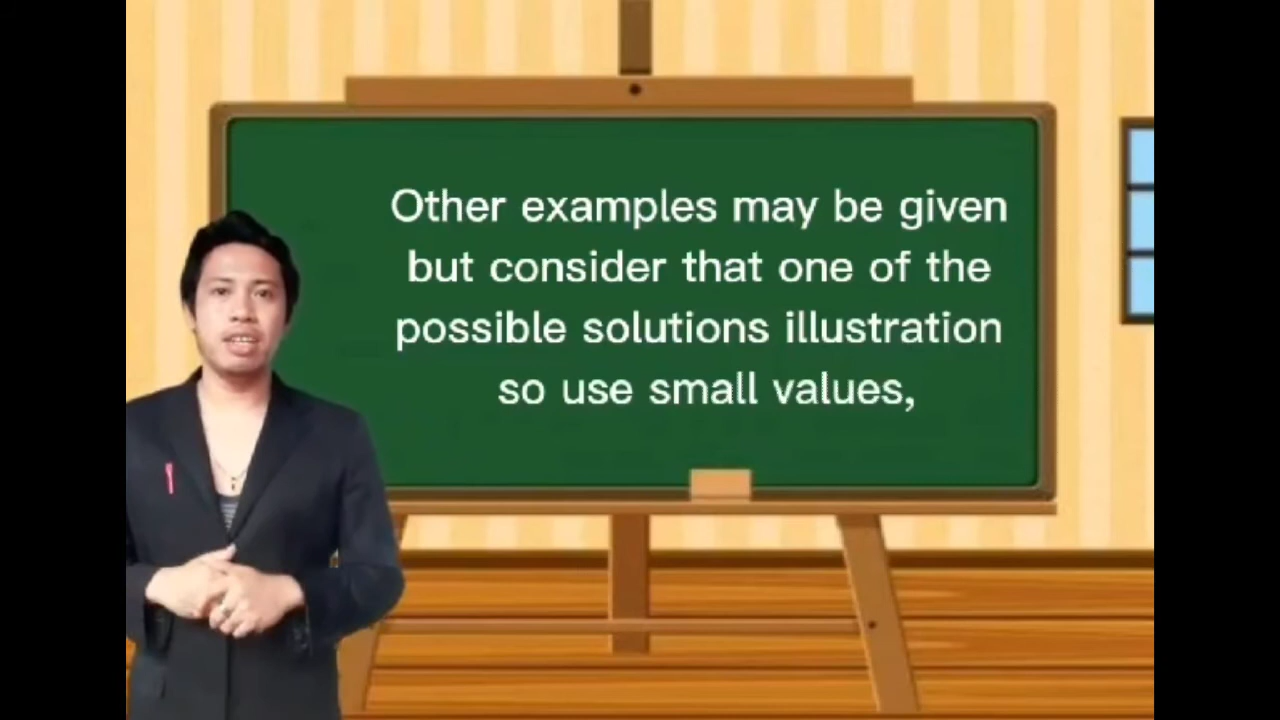 Other examples may be given
but consider that one of the
possible solutions illustration
so use small values,